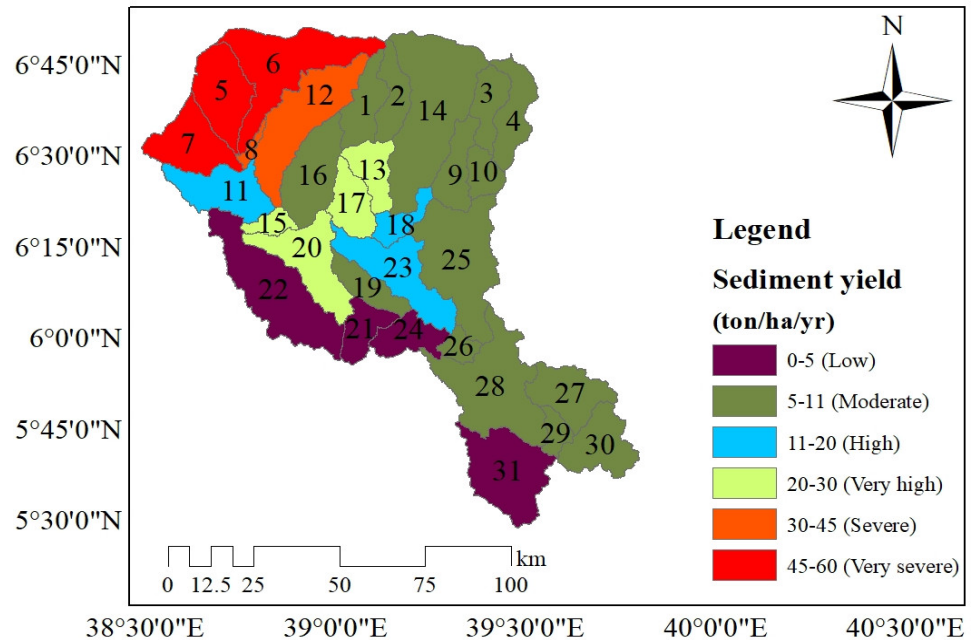 6°45'0"N
6°30'0"N
6°15'0"N
6°0'0"N
5°45'0"N
5°30'0"N
6
5
12
7
8
1
2
14
3
4
9
10
16
13
11
17
15
20
18
23
25
22
19
21
24
26
28
27
29
30
31
Legend
Sediment yield
(ton/ha/yr)
0-5 (Low)
5-11 (Moderate)
11-20 (High)
20-30 (Very high)
30-45 (Severe)
45-60 (Very severe)
km
0 12.5 25 50 75 100
38°30'0"E 39°0'0"E 39°30'0"E 40°0'0"E 40°30'0"E